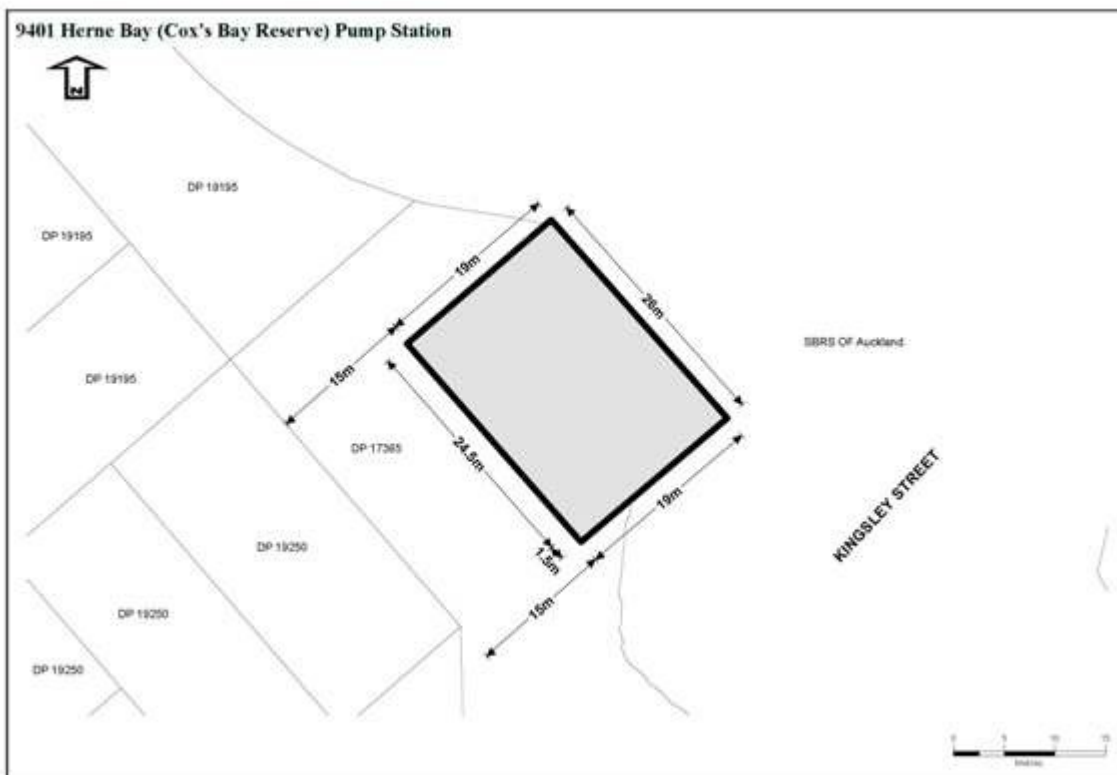 9401 Herne Bay (Cox's Bay Reserve) Pump Station
N
DP 19195
DP 19195
19m
26m
SBRS OF Auckland
DP 19195
15m
DP 17365
24.5m
19m
KINGSLEY STREET
DP 19250
1.5m
15m
DP 19250
DP 19250
0 5 10 15